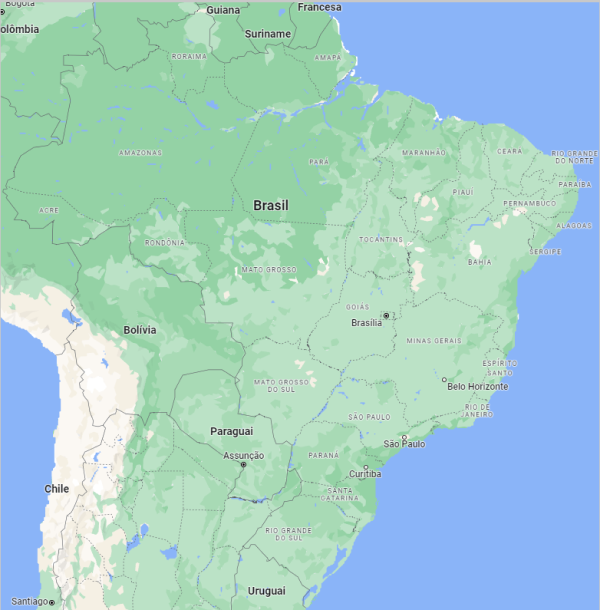 Bogotá
olômbia
Guiana
Francesa
Suriname
RORAIMA
AMAPÁ
AMAZONAS
PARÁ
MARANHÃO
CEARÁ
RIO GRANDE
DO NORTE
PARAÍBA
PIAUÍ
PERNAMBUCO
ACRE
Brasil
ALAGOAS
RONDÔNIA
TOCANTINS
SERGIPE
MATO GROSSO
BAHIA
GOIÁS
Brasília
Bolívia
MINAS GERAIS
ESPÍRITO
SANTO
MATO GROSSO
DO SUL
Belo Horizonte
RIO DE
JANEIRO
SÃO PAULO
Paraguai
São Paulo
Assunção
PARANÁ
Curitiba
Chile
SANTA
CATARINA
RIO GRANDE
DO SUL
Uruguai
Santiago